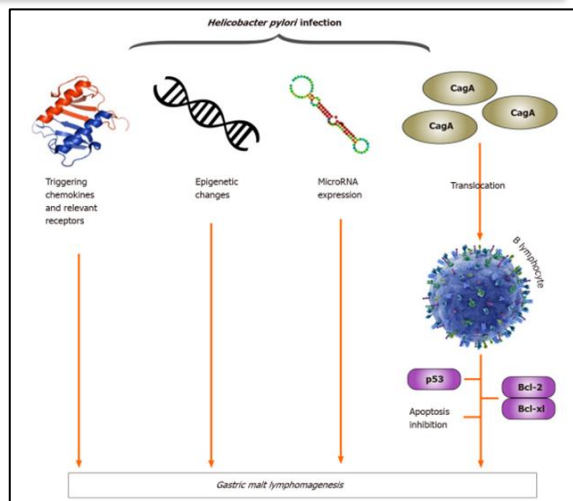 Helicobacter pylori infection
CagA
CagA
CagA
Triggering
chemokines
and relevant
receptors
Epigenetic
changes
MicroRNA
expression
Translocation
B lymphocyte
p53
Bcl-2
Bcl-xl
Apoptosis
inhibition
Gastric malt lymphomagenesis